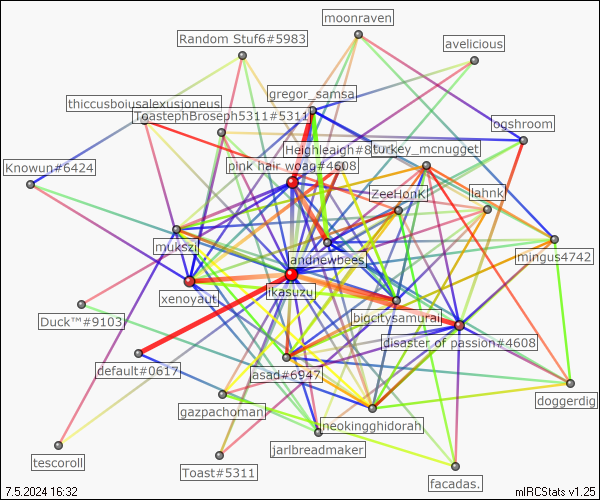 moonraven
Random Stuf6#5983
avelicious
gregor_samsa
thiccusboiusalexusjoneus
ToastephBroseph5311#5311
ogshroom
Heighleaigh#8
turkey_mcnugget
Knowun#6424
pink hair woag#4608
ZeeHonK
lahnk
mukszi
andnewbees
mingus4742
xenoyaut
ikasuzu
bigcitysamurai
Duck™#9103
disaster of passion#4608
default#0617
asad#6947
doggerdig
gazpachoman
neokingghidorah
jarlbreadmaker
tescoroll
Toast#5311
facadas.
7.5.2024 16:32
mIRCStats v1.25